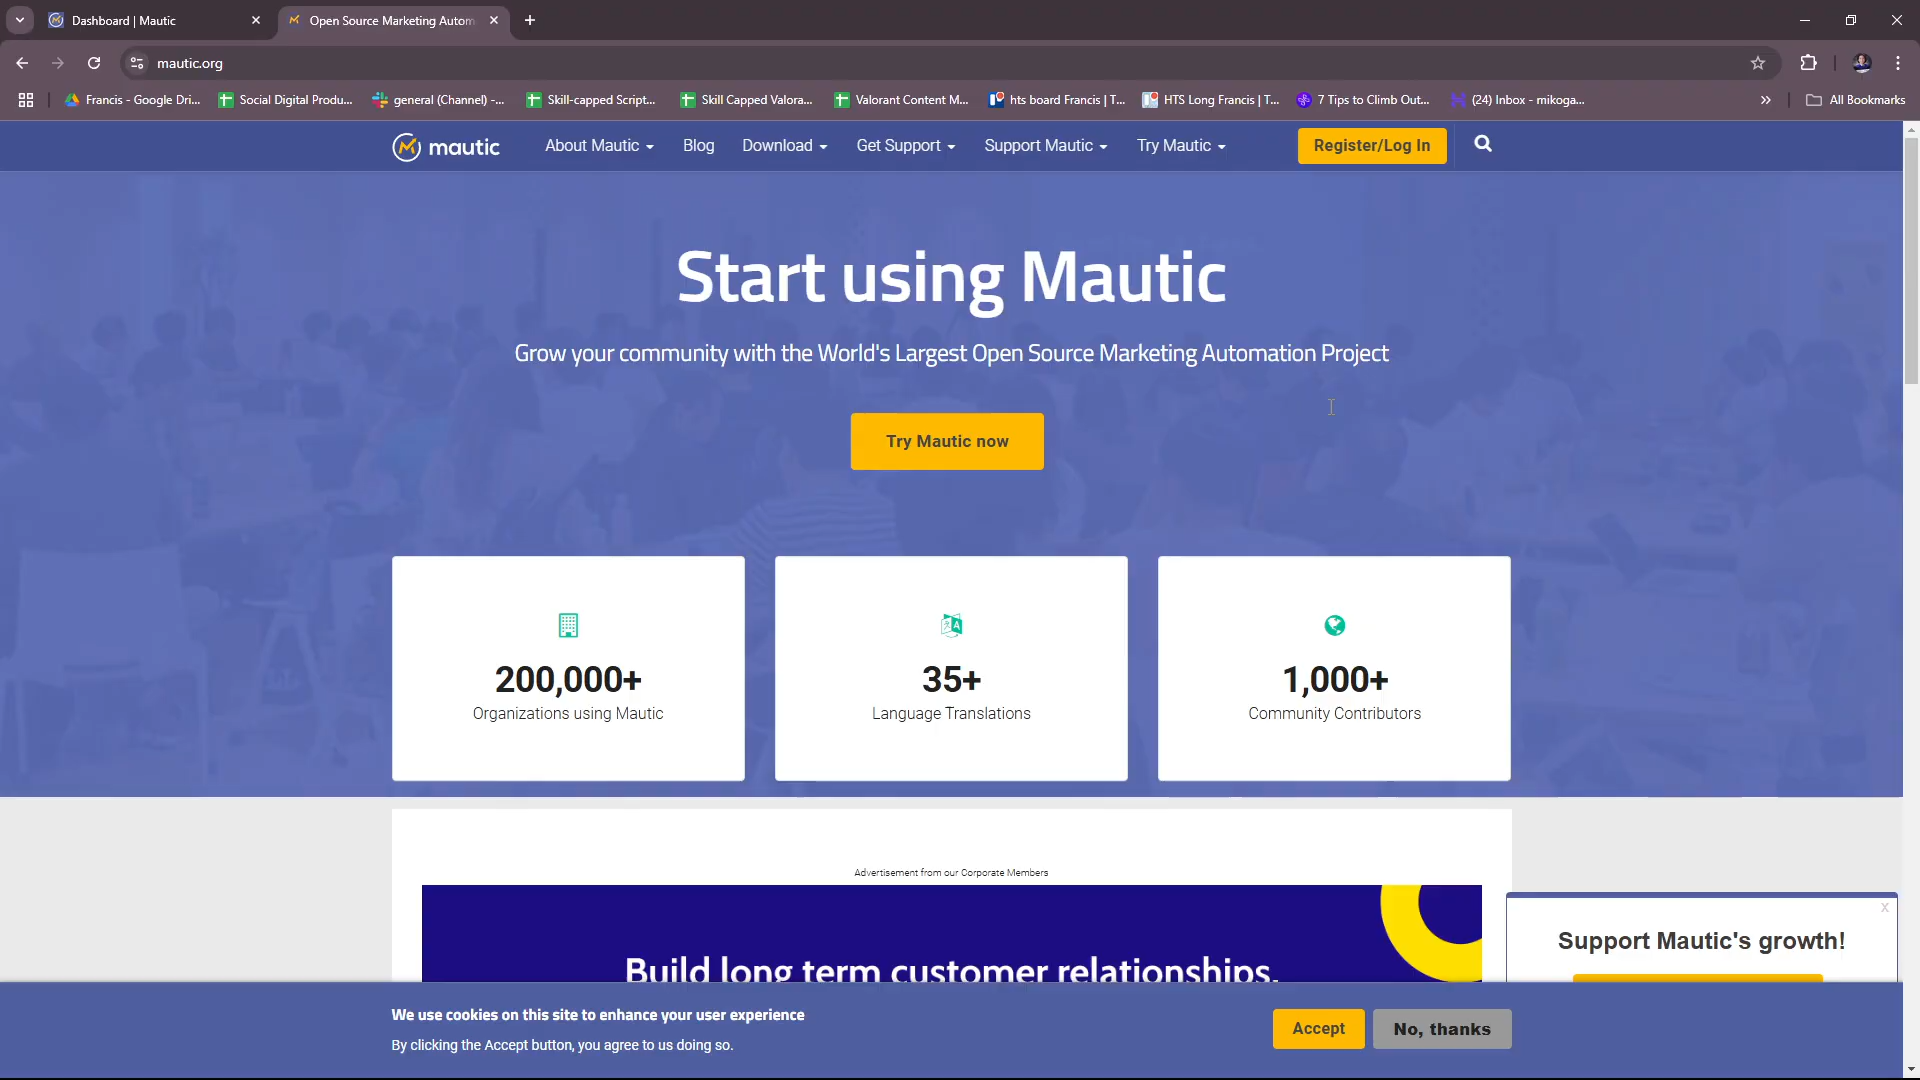 Dashboard | Mautic
Open Source Marketing Autom
mautic.org
Francis - Google Dri...
Social Digital Produ...
general (Channel) -...
Skill-capped Script...
Skill Capped Valora...
Valorant Content M...
hts board Francis | T...
HTS Long Francis | T...
7 Tips to Climb Out...
(24) Inbox - mikoga...
»
All Bookmarks
mautic
About Mautic
Blog
Download
Get Support
Support Mautic
Try Mautic
Register/Log In
Start using Mautic
Grow your community with the World's Largest Open Source Marketing Automation Project
Try Mautic now
200,000+
Organizations using Mautic
35+
Language Translations
1,000+
Community Contributors
Advertisement from our Corporate Members
Build long term customer relationships.
X
Support Mautic's growth!
We use cookies on this site to enhance your user experience
By clicking the Accept button, you agree to us doing so.
Accept
No, thanks